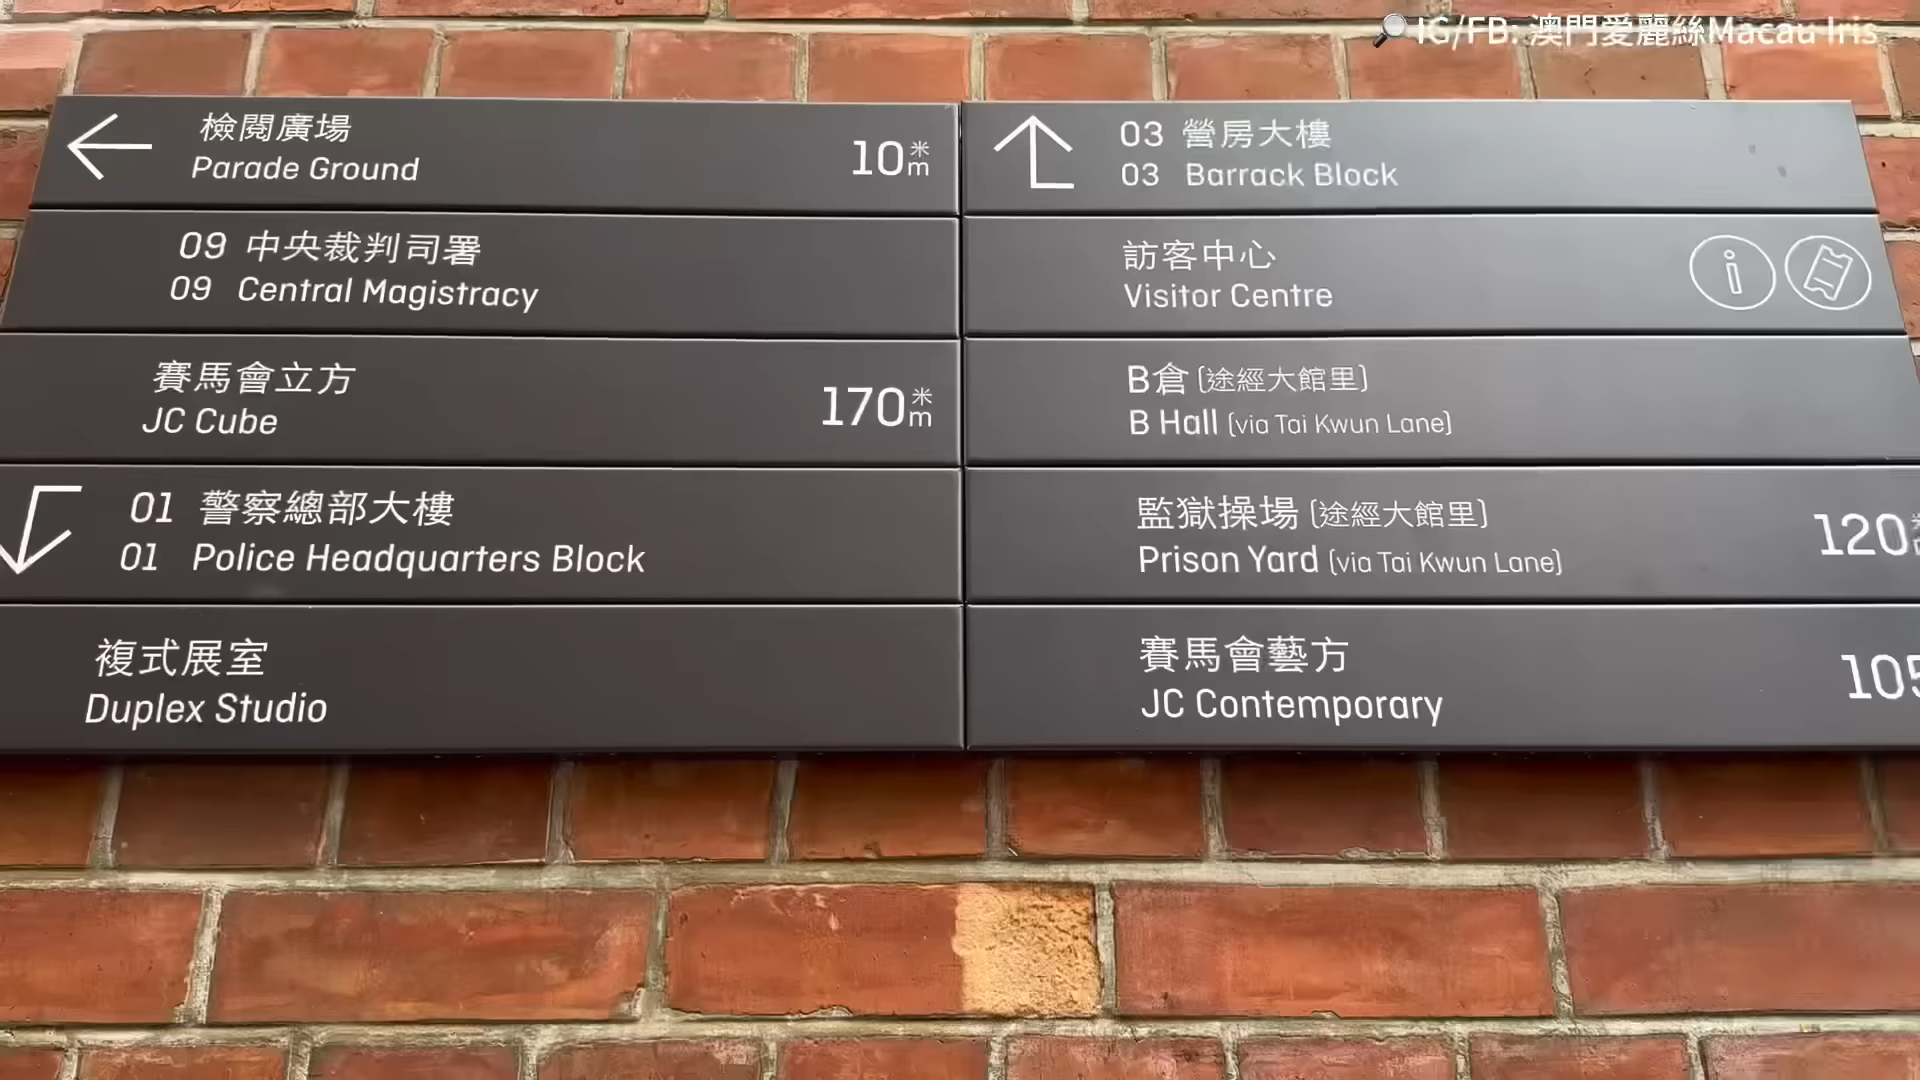 IG/FB: 澳門愛麗絲Macau Iris
檢閱廣場
Parade Ground
10米
m
09 中央裁判司署
09 Central Magistracy
賽馬會立方
JC Cube
170米
m
01 警察總部大樓
01 Police Headquarters Block
複式展室
Duplex Studio
03 營房大樓
03 Barrack Block
訪客中心
Visitor Centre
B倉 (途經大館里)
B Hall (via Tai Kwun Lane)
監獄操場 (途經大館里)
Prison Yard (via Tai Kwun Lane)
120
賽馬會藝方
JC Contemporary
105